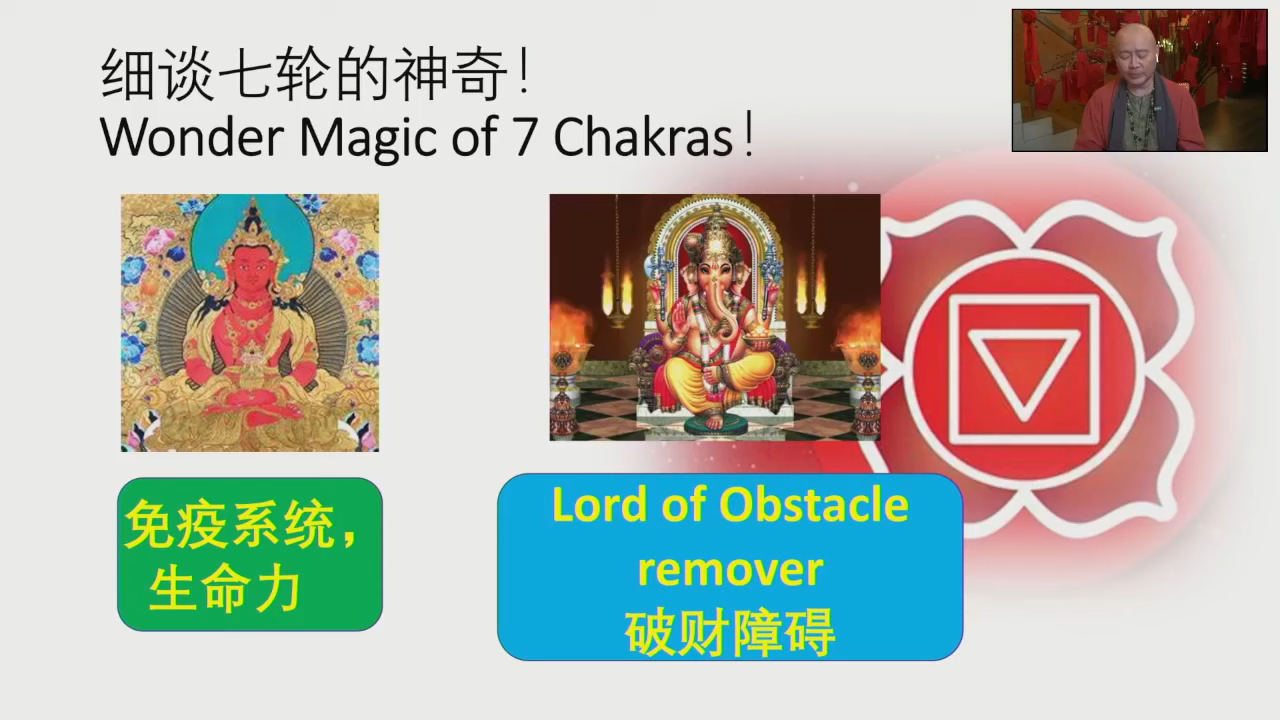 细谈七轮的神奇！
Wonder Magic of 7 Chakras！
免疫系统，
生命力
Lord of Obstacle
remover
破财障碍